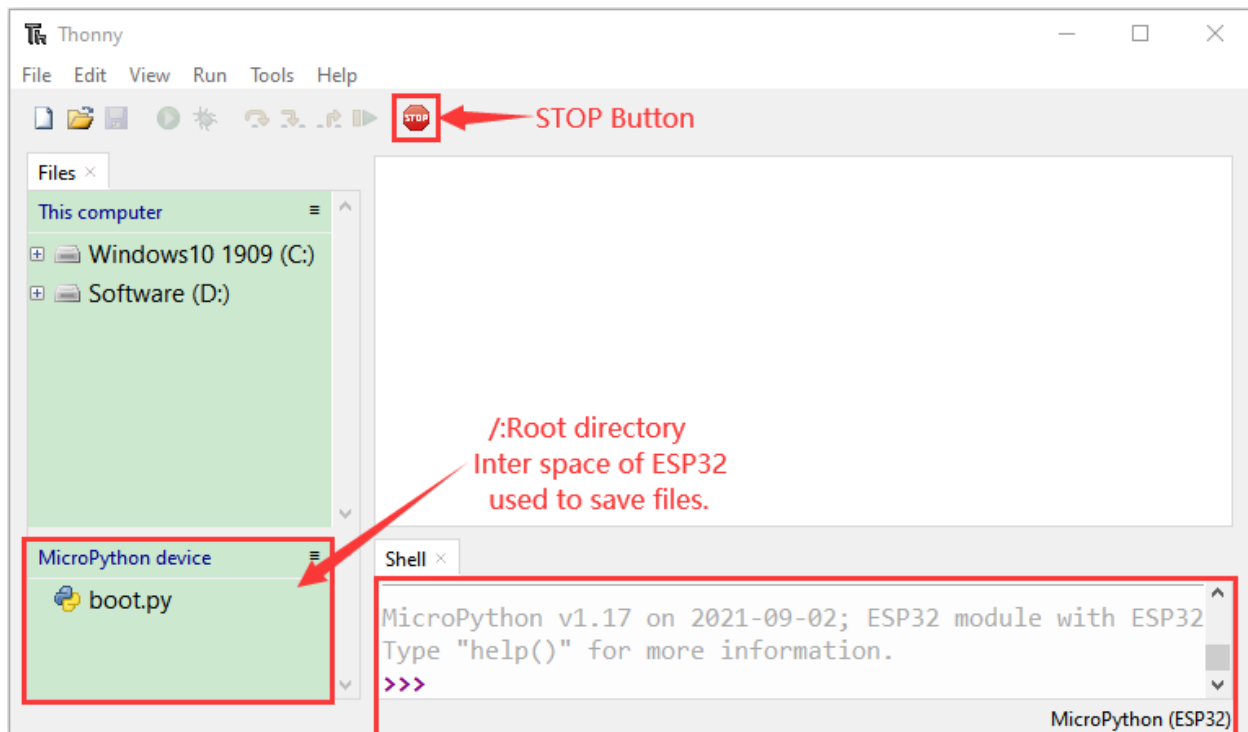 Thonny
File Edit View Run Tools Help
STOP
STOP Button
Files
This computer
Windows10 1909 (C:)
Software (D:)
/:Root directory
Inter space of ESP32
used to save files.
MicroPython device
boot.py
Shell
MicroPython v1.17 on 2021-09-02; ESP32 module with ESP32
Type "help()" for more information.
>>>
MicroPython (ESP32)